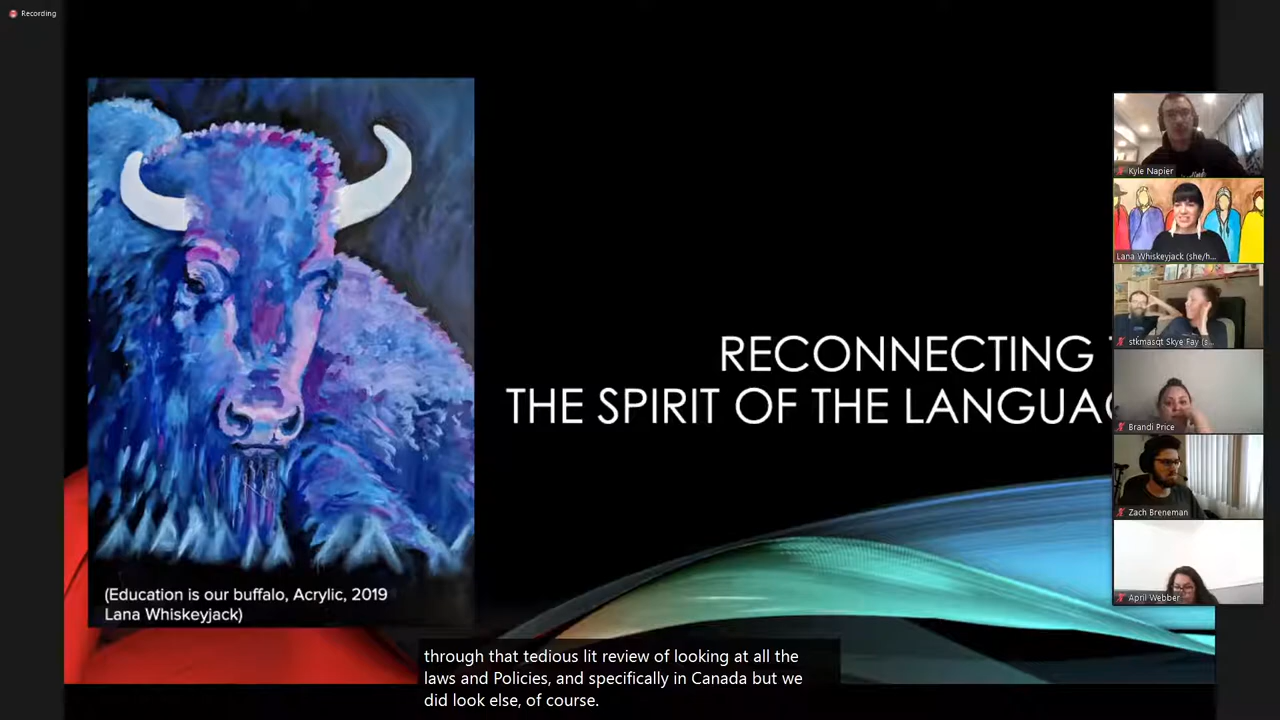 Recording
RECONNECTING
THE SPIRIT OF THE LANGUAG
(Education is our buffalo, Acrylic, 2019
Lana Whiskeyjack)
Kyle Napier
Lana Whiskeyjack (she/h...
stkmasqt Skye Fay (s...
Brandi Price
Zach Breneman
April Webber
through that tedious lit review of looking at all the
laws and Policies, and specifically in Canada but we
did look else, of course.